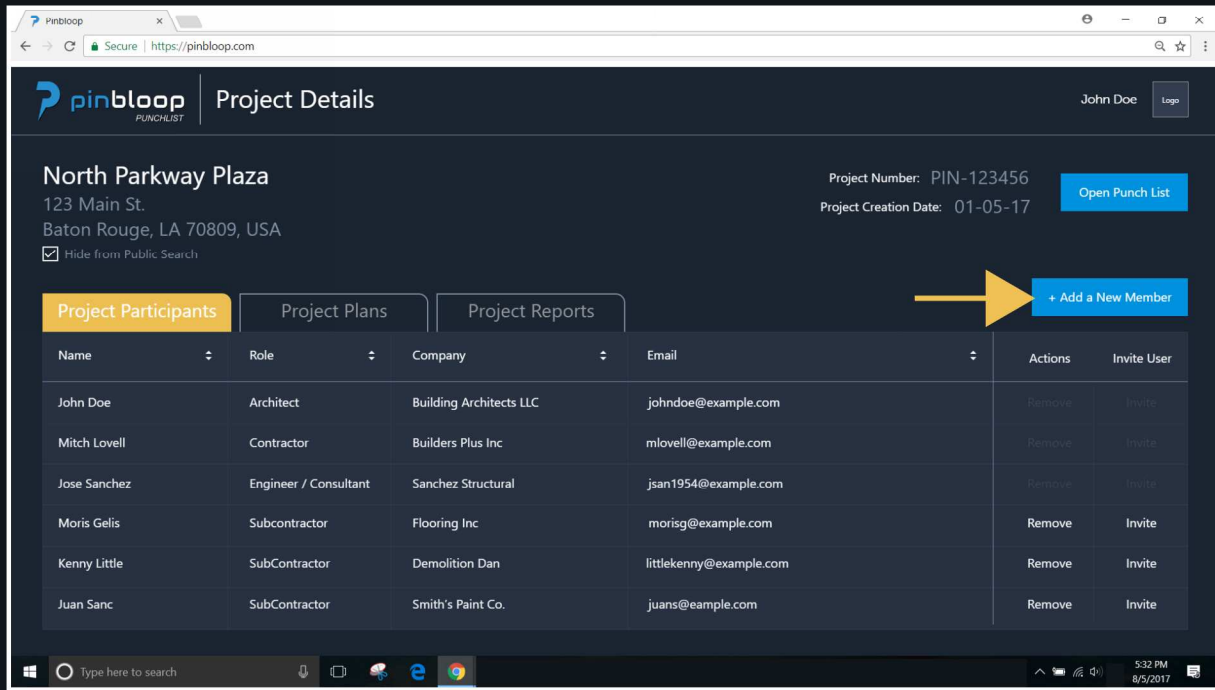 Pinbloop
Secure | https://pinbloop.com
pinbloop
PUNCHLIST
Project Details
John Doe
Logo
North Parkway Plaza
123 Main St.
Baton Rouge, LA 70809, USA
Hide from Public Search
Project Number: PIN-123456
Project Creation Date: 01-05-17
Open Punch List
Project Participants Project Plans Project Reports
+ Add a New Member
Name Role Company Email Actions Invite User
John Doe Architect Building Architects LLC johndoe@example.com Remove Invite
Mitch Lovell Contractor Builders Plus Inc mlovell@example.com Remove Invite
Jose Sanchez Engineer / Consultant Sanchez Structural jsan1954@example.com Remove Invite
Moris Gelis Subcontractor Flooring Inc morisg@example.com Remove Invite
Kenny Little SubContractor Demolition Dan littlekenny@example.com Remove Invite
Juan Sanc SubContractor Smith's Paint Co. juans@eample.com Remove Invite
Type here to search
5:32 PM
8/5/2017